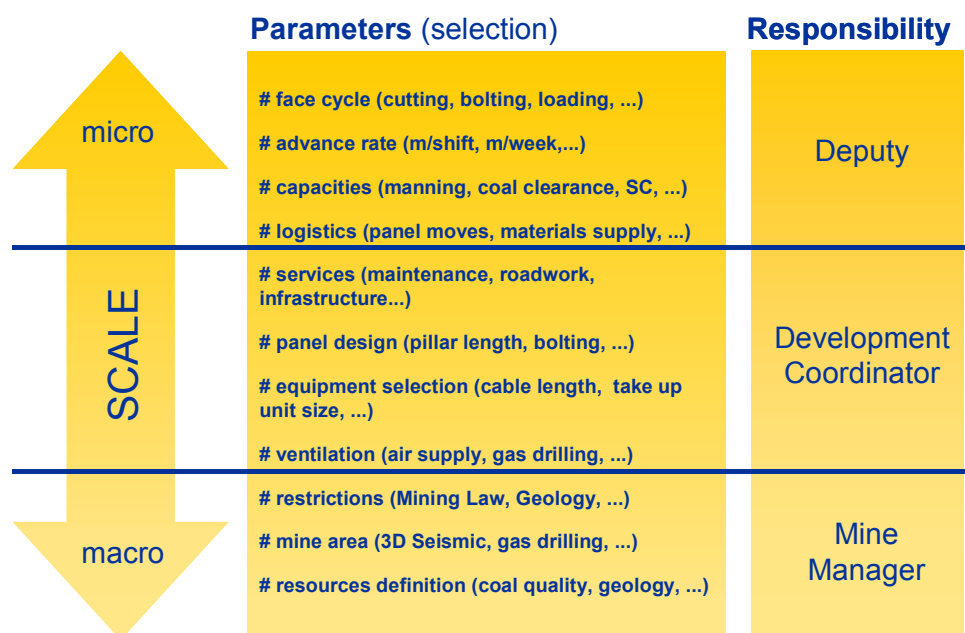 Parameters (selection)
Responsibility
micro
SCALE
macro
# face cycle (cutting, bolting, loading, ...)
# advance rate (m/shift, m/week,...)
# capacities (manning, coal clearance, SC, ...)
# logistics (panel moves, materials supply, ...)
Deputy
# services (maintenance, roadwork,
infrastructure...)
# panel design (pillar length, bolting, ...)
# equipment selection (cable length, take up
unit size, ...)
# ventilation (air supply, gas drilling, ...)
Development
Coordinator
# restrictions (Mining Law, Geology, ...)
# mine area (3D Seismic, gas drilling, ...)
# resources definition (coal quality, geology, ...)
Mine
Manager